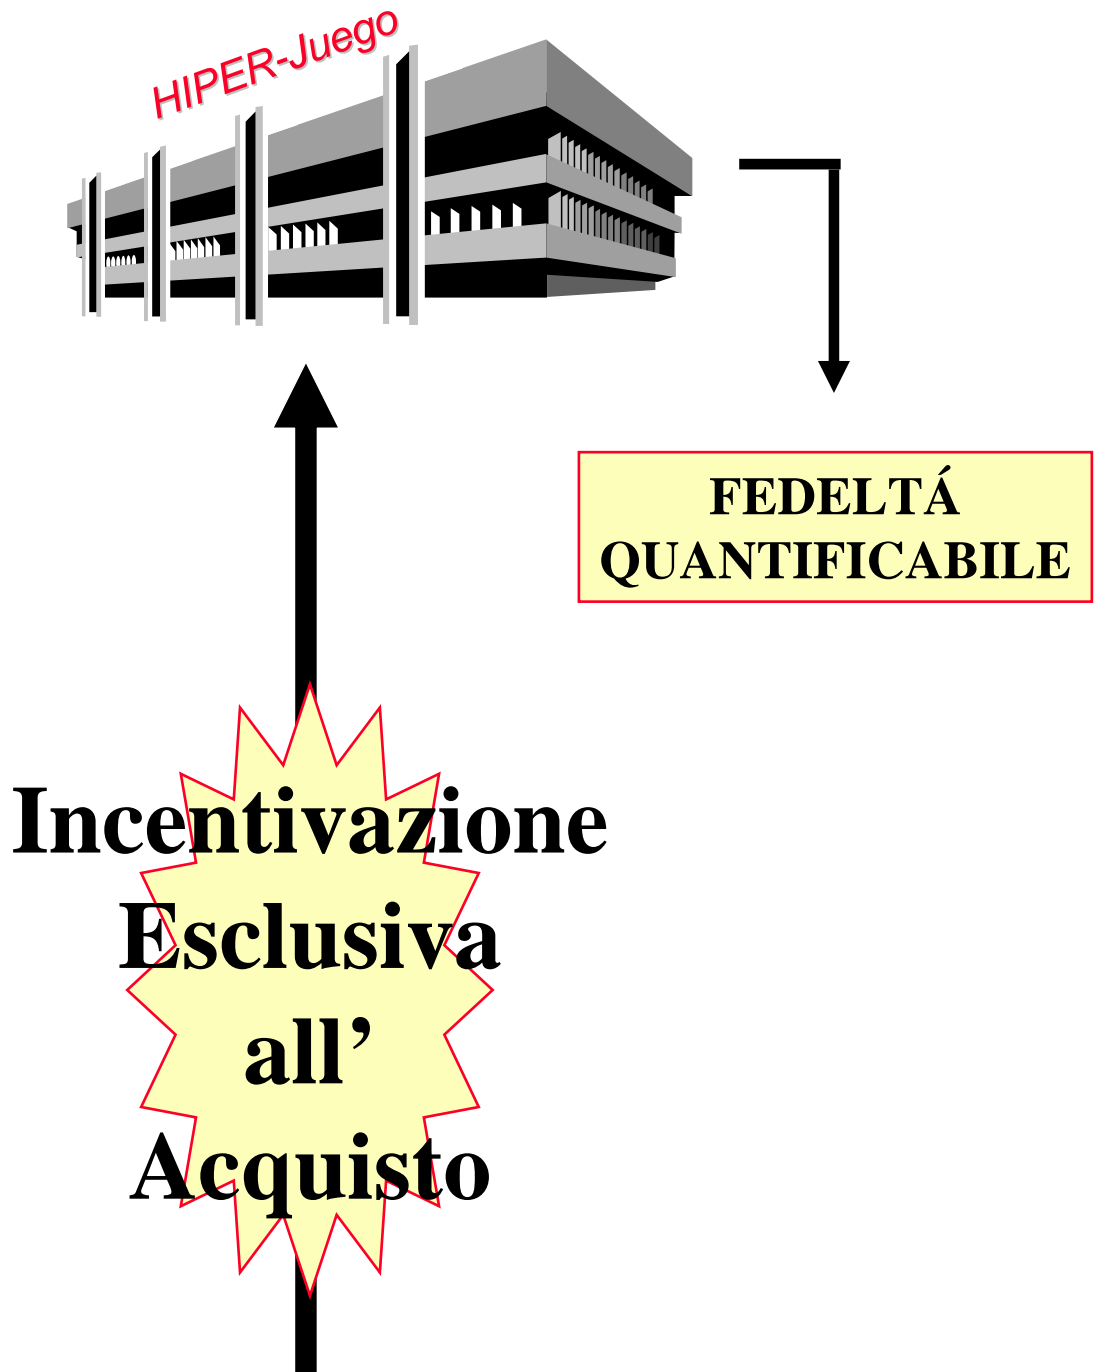 HIPER-Juego
FEDELTÁ
QUANTIFICABILE
Incentivazione
Esclusiva
all’
Acquisto